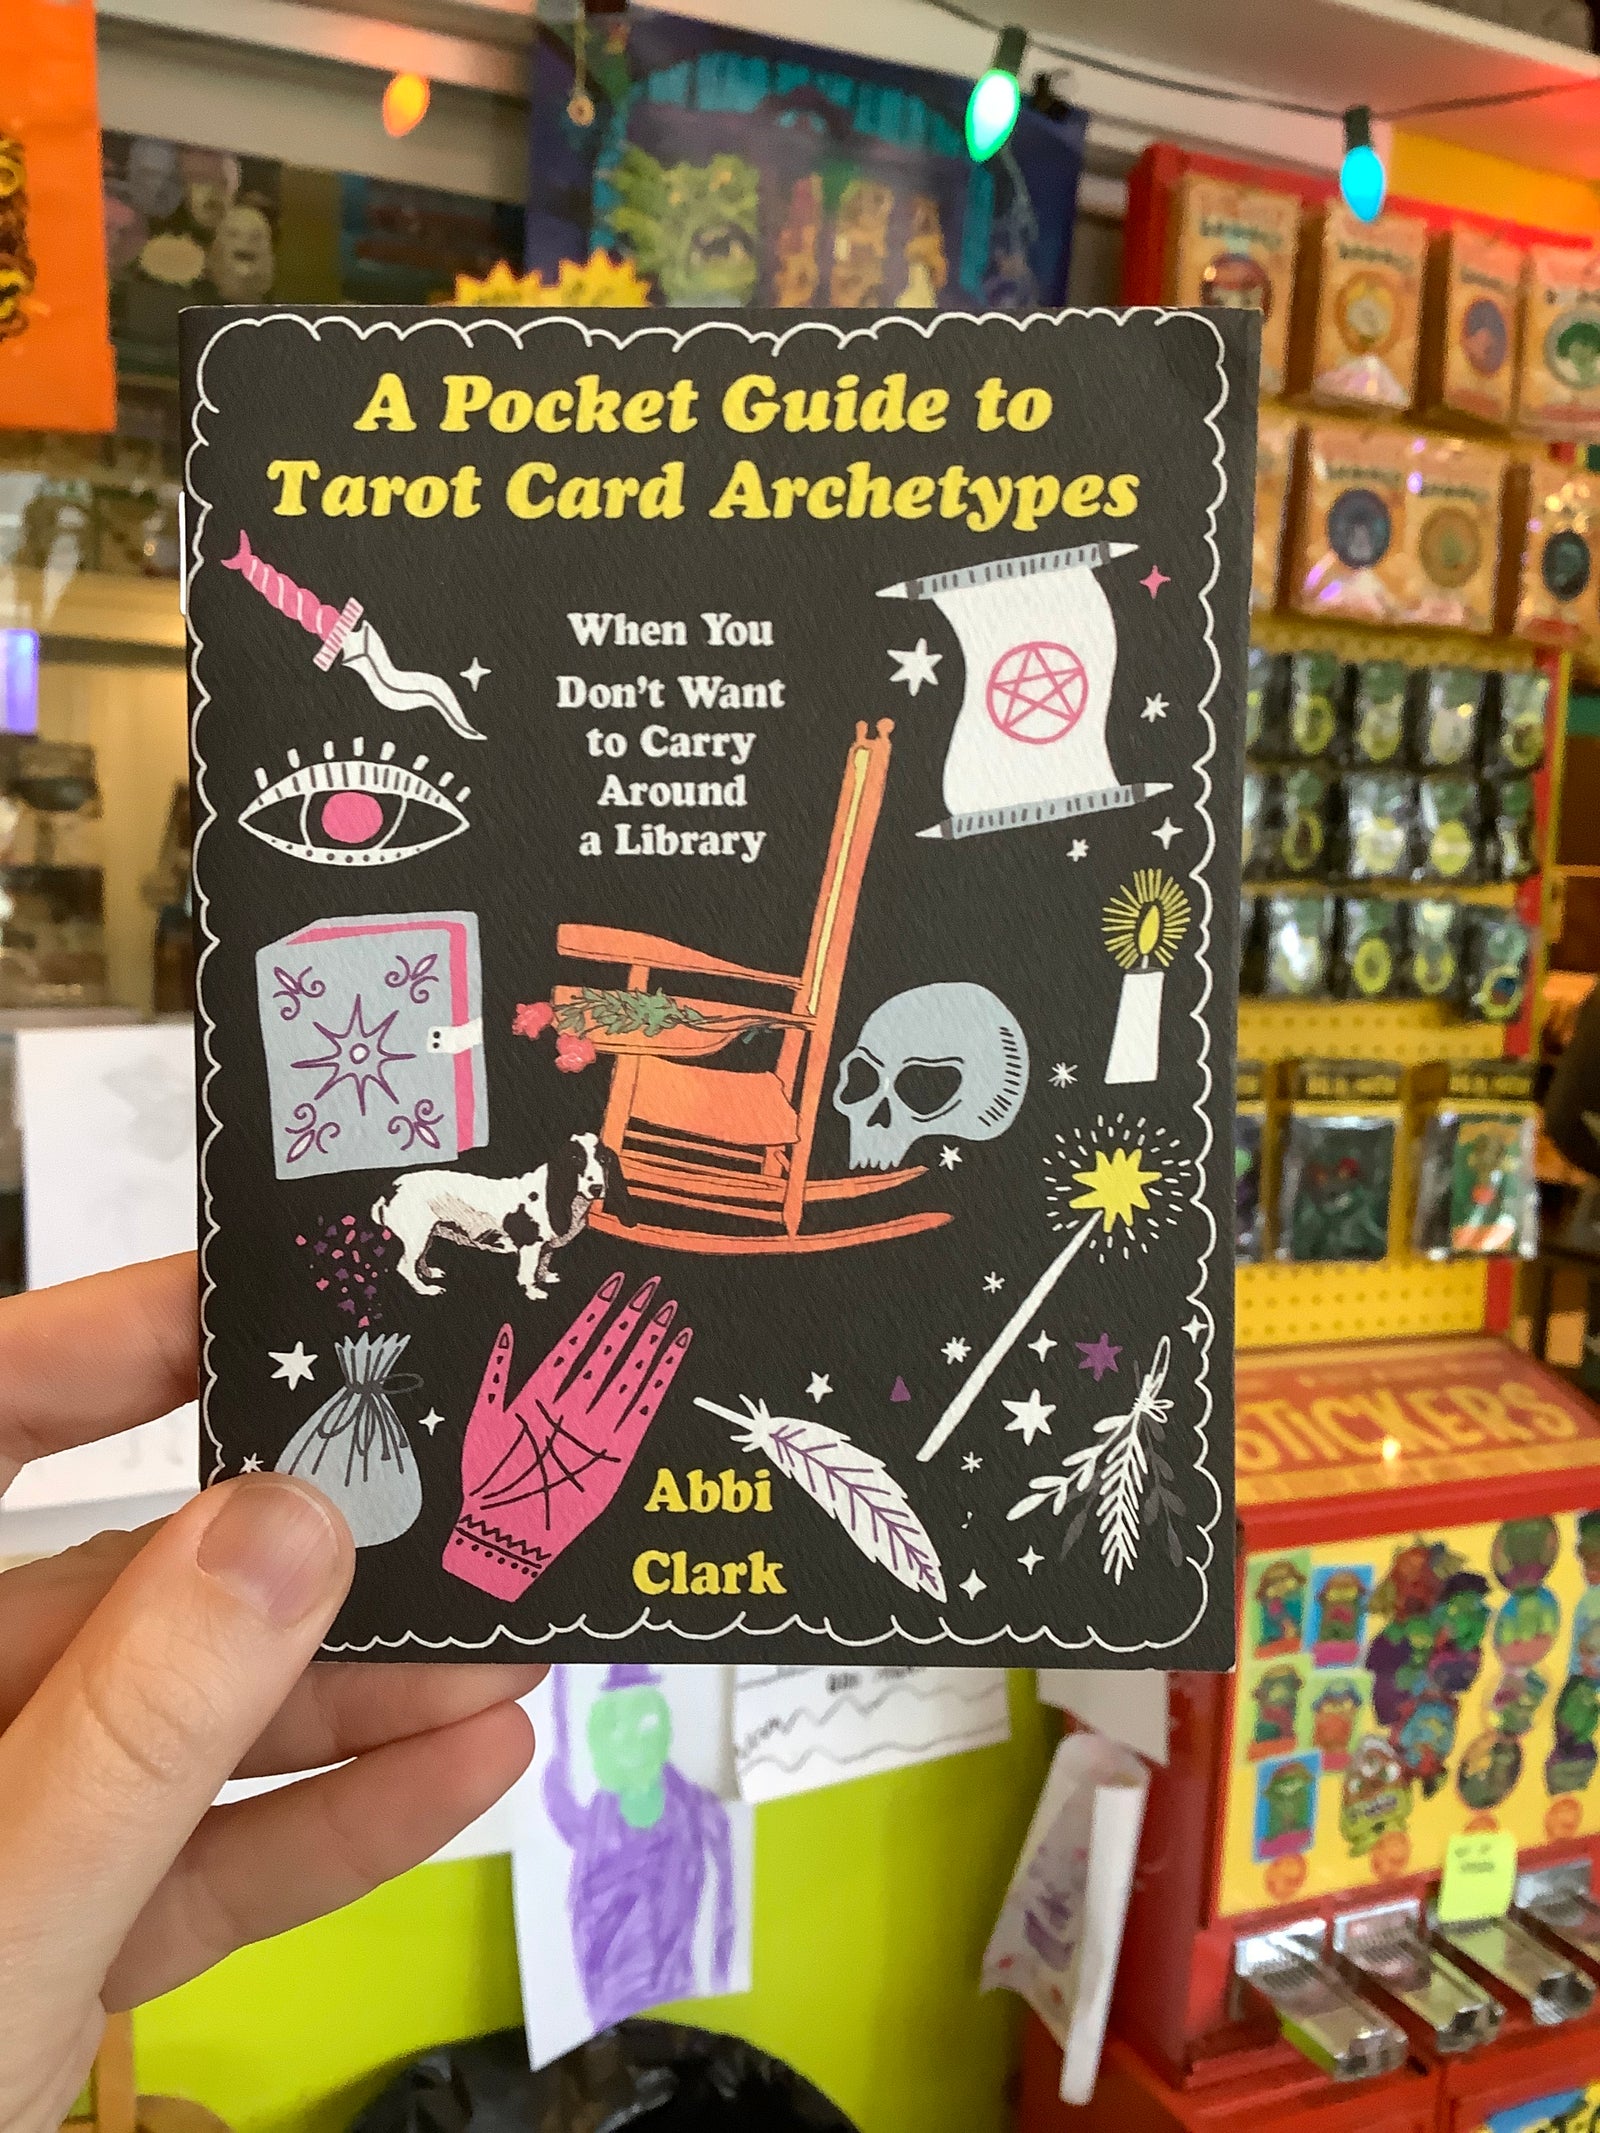 A Pocket Guide to
Tarot Card Archetypes
When You
Don't Want
to Carry
Around
a Library
Abbi
Clark
STICKERS